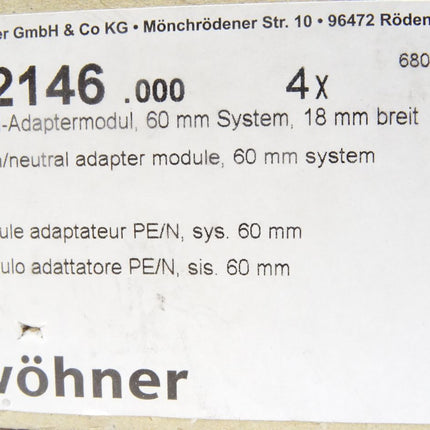 er GmbH & Co KG • Mönchrödener Str. 10 • 96472 Röden
2146 .000 4x
680
-Adaptermodul, 60 mm System, 18 mm breit
/neutral adapter module, 60 mm system
ule adaptateur PE/N, sys. 60 mm
ulo adattatore PE/N, sis. 60 mm
wöhner